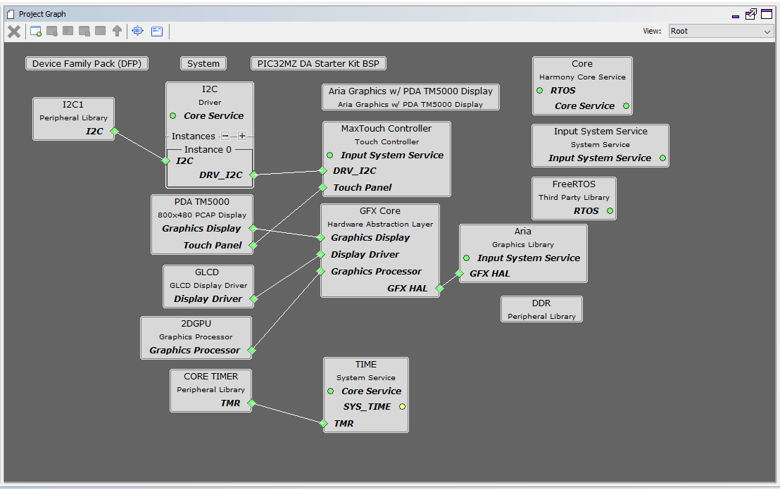 Project Graph
View:
Root
Device Family Pack (DFP)
System
PIC32MZ DA Starter Kit BSP
I2C1
Peripheral Library
I2C
I2C
Driver
Core Service
Instances
Instance 0
I2C
DRV_I2C
Aria Graphics w/ PDA TM5000 Display
Aria Graphics w/ PDA TM5000 Display
MaxTouch Controller
Touch Controller
Input System Service
DRV_I2C
Touch Panel
Core
Harmony Core Service
RTOS
Core Service
Input System Service
System Service
Input System Service
FreeRTOS
Third Party Library
RTOS
PDA TM5000
800x480 PCAP Display
Graphics Display
Touch Panel
GFX Core
Hardware Abstraction Layer
Graphics Display
Display Driver
Graphics Processor
GFX HAL
Aria
Graphics Library
Input System Service
GFX HAL
GLCD
GLCD Display Driver
Display Driver
DDR
Peripheral Library
2DGPU
Graphics Processor
Graphics Processor
CORE TIMER
Peripheral Library
TMR
TIME
System Service
Core Service
SYS_TIME
TMR